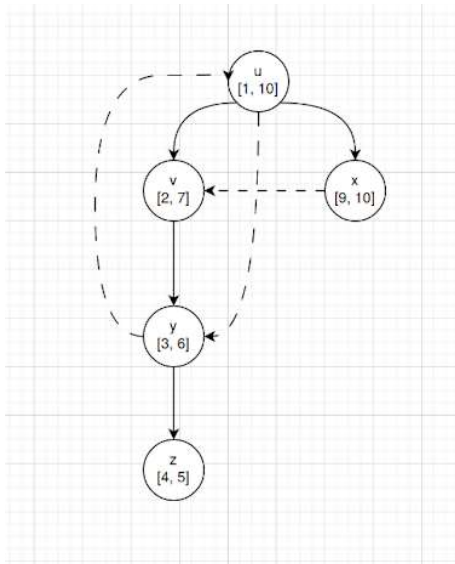 u
[1, 10]
v
[2, 7]
x
[9, 10]
y
[3, 6]
z
[4, 5]